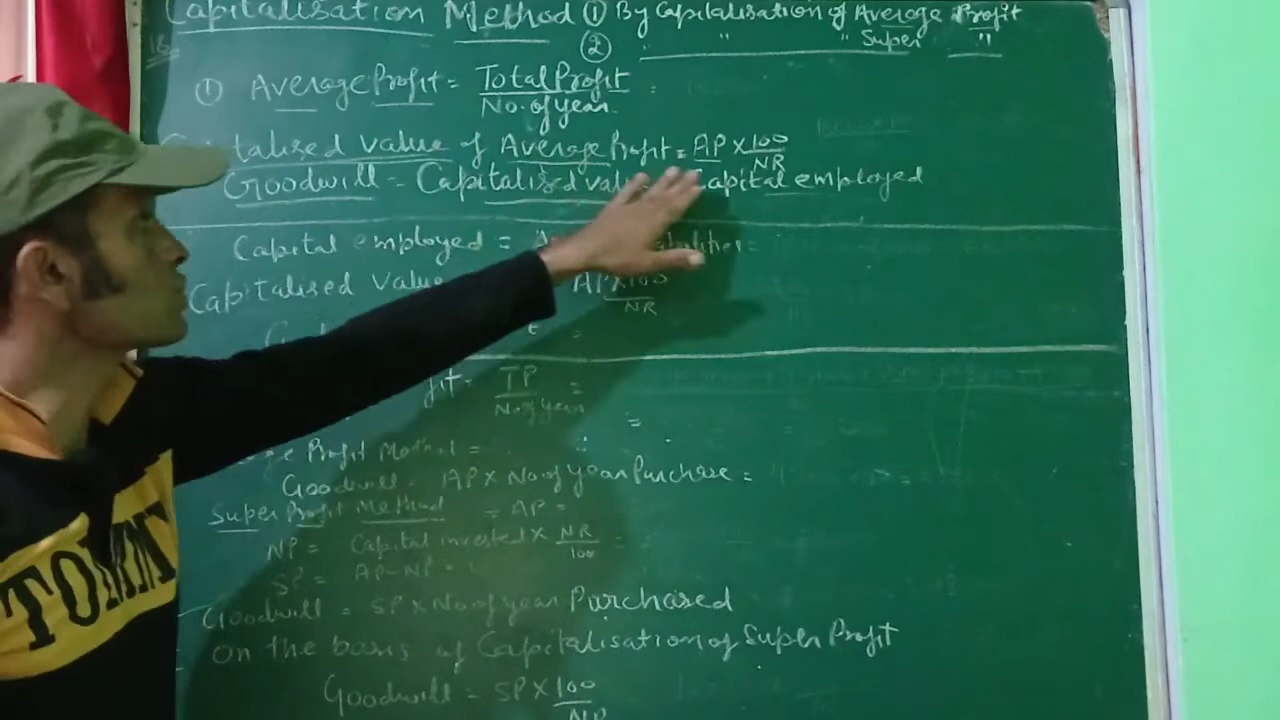 Capitalisation Method ① By Capitalisation of Average Profit
② " " " Super "
① Average Profit = Total Profit / No. of year
talised value of Average Profit = AP × 100 / NR
Goodwill = Capitalised val Capital employed
Capital employed =
Capitalised Value AP × 100 / NR
fit = TP / No. of year =
=
ge Profit Method =
Goodwill = AP × No. of year Purchase =
Super Profit Method = AP =
NP = Capital invested × NR / 100 =
SP = AP - NP =
Goodwill = SP × No. of year Purchased
On the basis of Capitalisation of Super Profit
Goodwill = SP × 100 / NR
TOMM